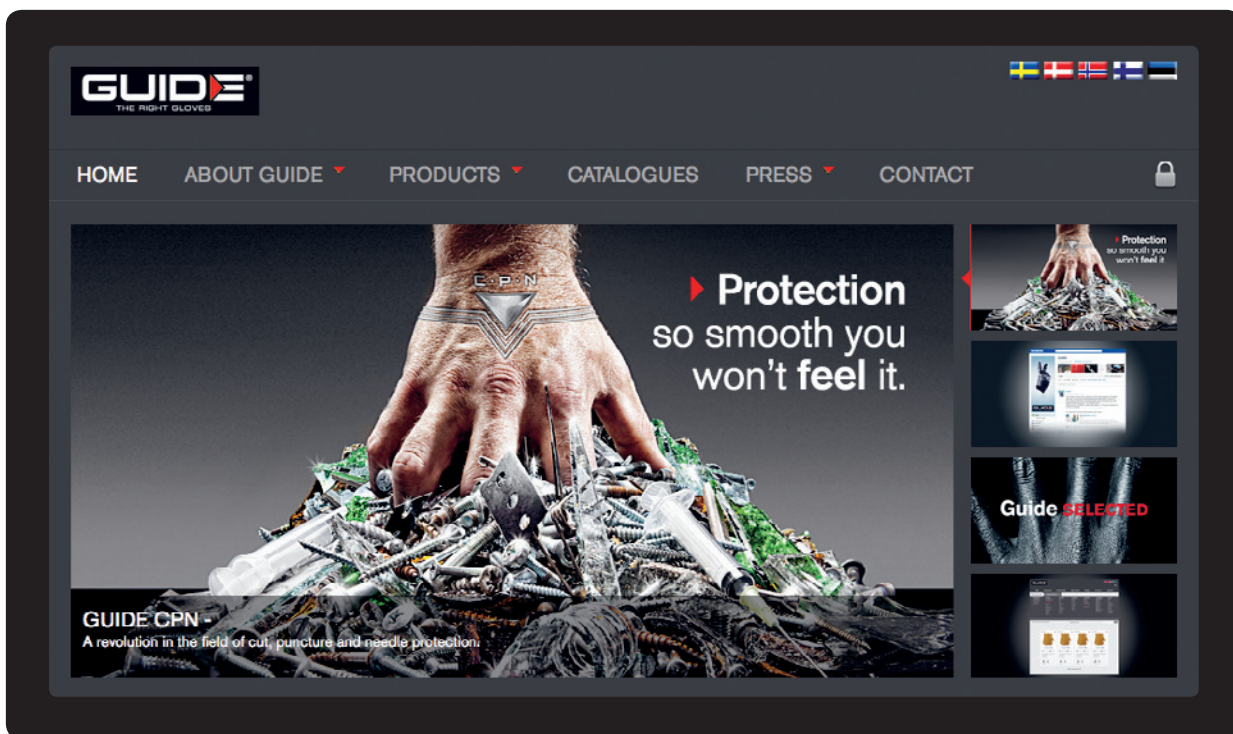 GUIDE®
THE RIGHT GLOVES
HOME ABOUT GUIDE PRODUCTS CATALOGUES PRESS CONTACT
C·P·N
Protection
so smooth you
won't feel it.
GUIDE CPN -
A revolution in the field of cut, puncture and needle protection.
Protection
so smooth you
won't feel it.
Guide SELECTED